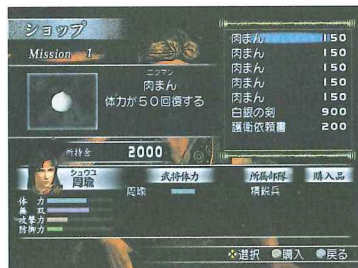 ショップ
Mission 1
ニクマン
肉まん
体力が50回復する
肉まん 150
肉まん 150
肉まん 150
肉まん 150
肉まん 150
白銀の剣 900
護衛依頼書 200
所持金 2000
シュウユ
周瑜
武将体力 所属部隊 購入品
周瑜 精鋭兵
体力
無双
攻撃力
防御力
選択 購入 戻る